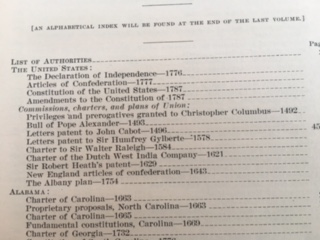 [AN ALPHABETICAL INDEX WILL BE FOUND AT THE END OF THE LAST VOLUME.]
Pag
LIST OF AUTHORITIES
THE UNITED STATES:
The Declaration of Independence—1776
Articles of Confederation—1777
Constitution of the United States—1787
Amendments to the Constitution of 1787
Commissions, charters, and plans of Union:
Privileges and prerogatives granted to Christopher Columbus—1492
Bull of Pope Alexander—1493
Letters patent to John Cabot—1496
Letters patent to Sir Humfrey Gylberte—1578
Charter to Sir Walter Raleigh—1584
Charter of the Dutch West India Company—1621
Sir Robert Heath's patent—1629
New England articles of confederation—1643
The Albany plan—1754
ALABAMA:
Charter of Carolina—1663
Proprietary proposals, North Carolina—1663
Charter of Carolina—1665
Fundamental constitutions, Carolina—1669
Charter of Georgia—1732